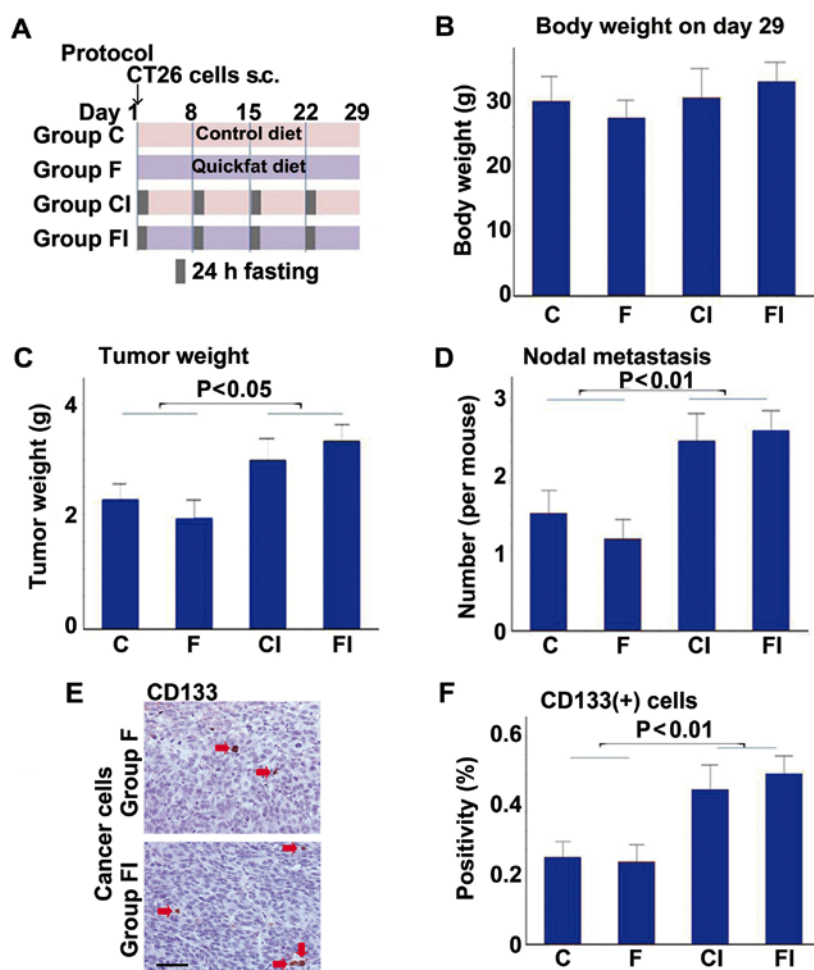 A
Protocol
CT26 cells s.c.
Day 1 8 15 22 29
Group C Control diet
Group F Quickfat diet
Group CI
Group FI
24 h fasting
B Body weight on day 29
Body weight (g)
30
20
10
0
C F CI FI
C Tumor weight
P<0.05
Tumor weight (g)
4
2
0
C F CI FI
D Nodal metastasis
P<0.01
Number (per mouse)
3
2
1
0
C F CI FI
E CD133
Cancer cells
Group F
Group FI
F CD133(+) cells
P<0.01
Positivity (%)
0.6
0.4
0.2
0
C F CI FI